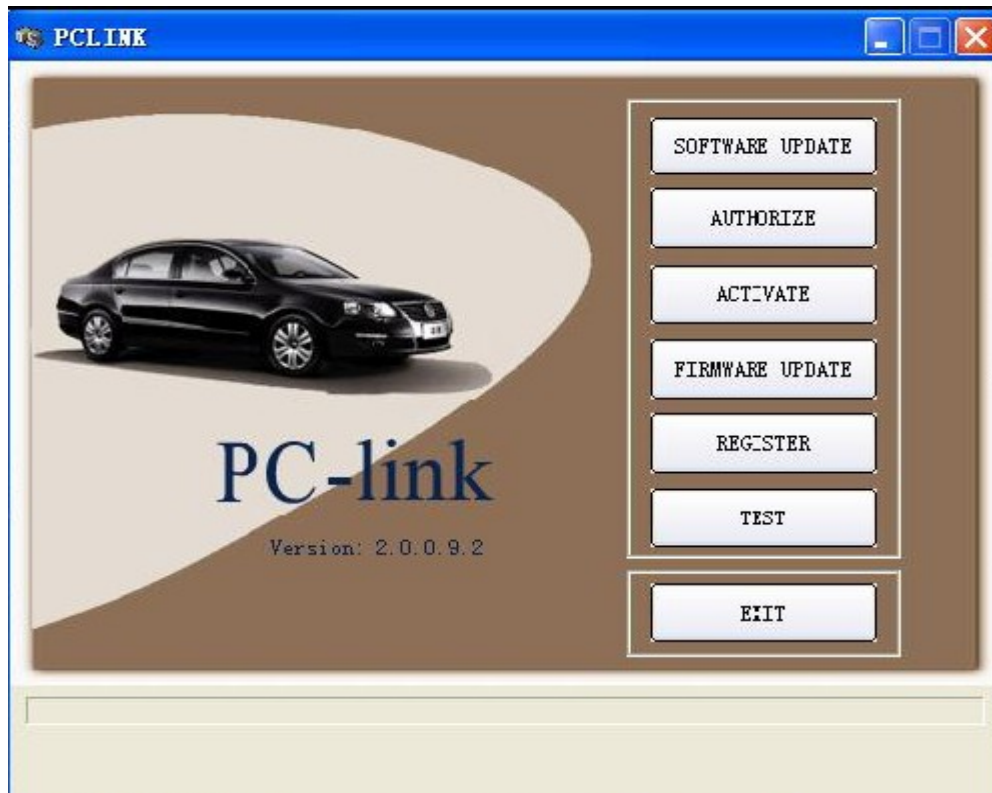 PCLINK
SOFTWARE UPDATE
AUTHORIZE
ACTIVATE
FIRMWARE UPDATE
REGISTER
TEST
EXIT
PC-link
Version: 2.0.0.9.2